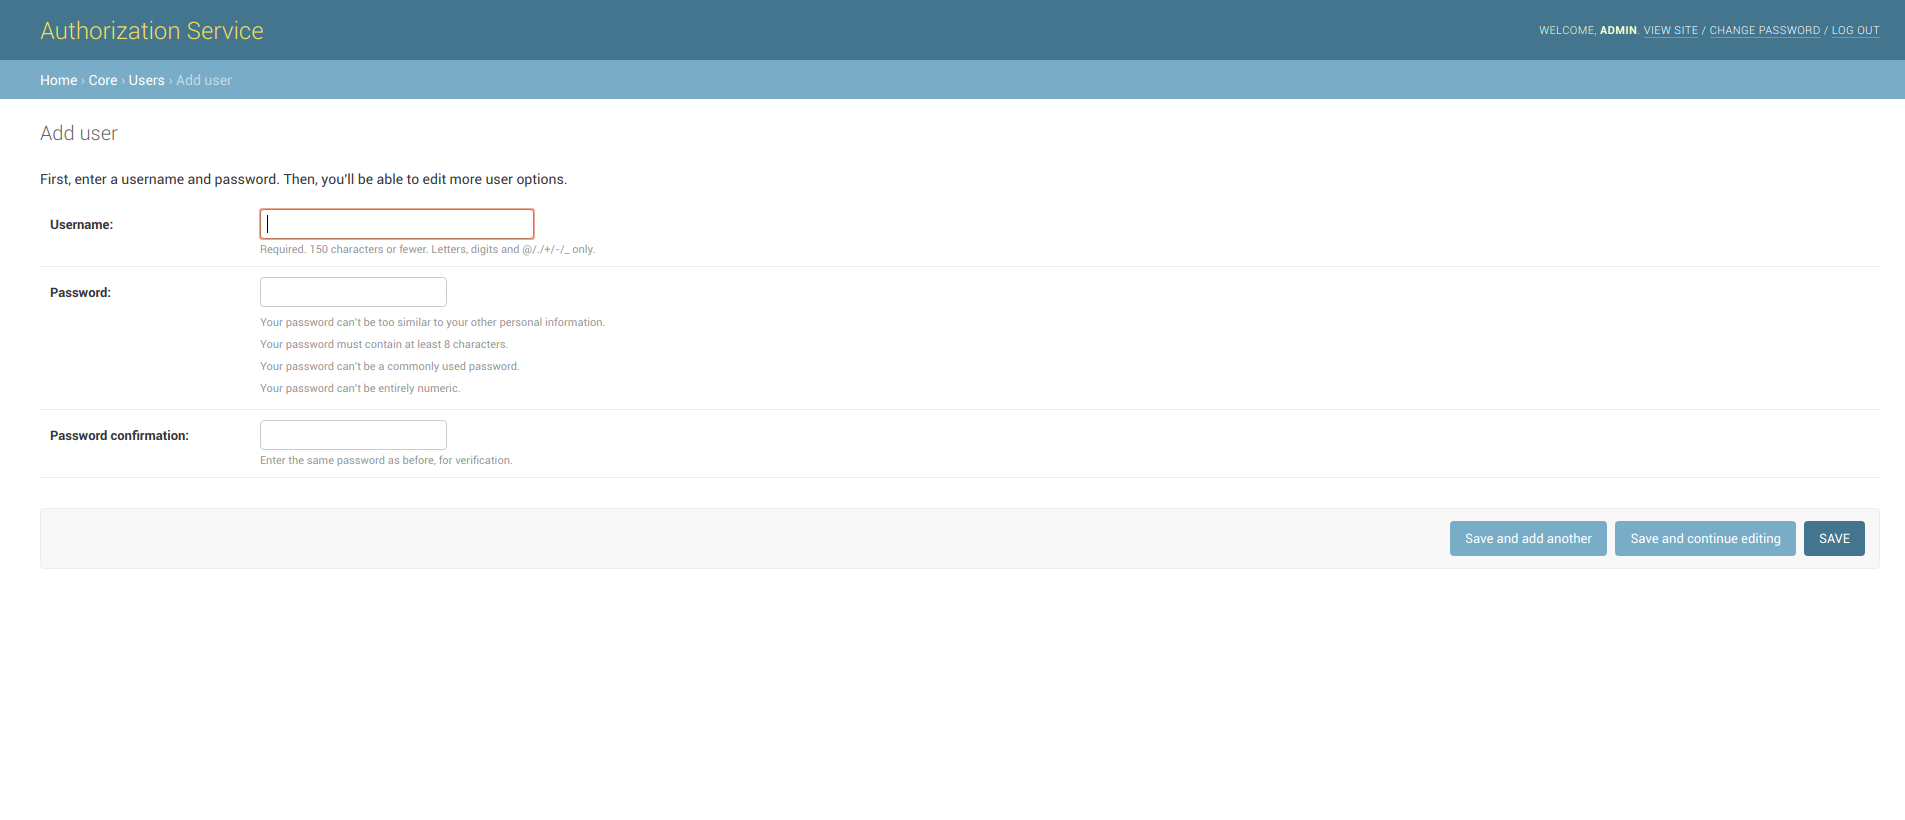 Authorization Service
WELCOME, ADMIN. VIEW SITE / CHANGE PASSWORD / LOG OUT
Home › Core › Users › Add user
Add user
First, enter a username and password. Then, you'll be able to edit more user options.
Username:
Required. 150 characters or fewer. Letters, digits and @/./+/-/_ only.
Password:
Your password can't be too similar to your other personal information.
Your password must contain at least 8 characters.
Your password can't be a commonly used password.
Your password can't be entirely numeric.
Password confirmation:
Enter the same password as before, for verification.
Save and add another Save and continue editing SAVE